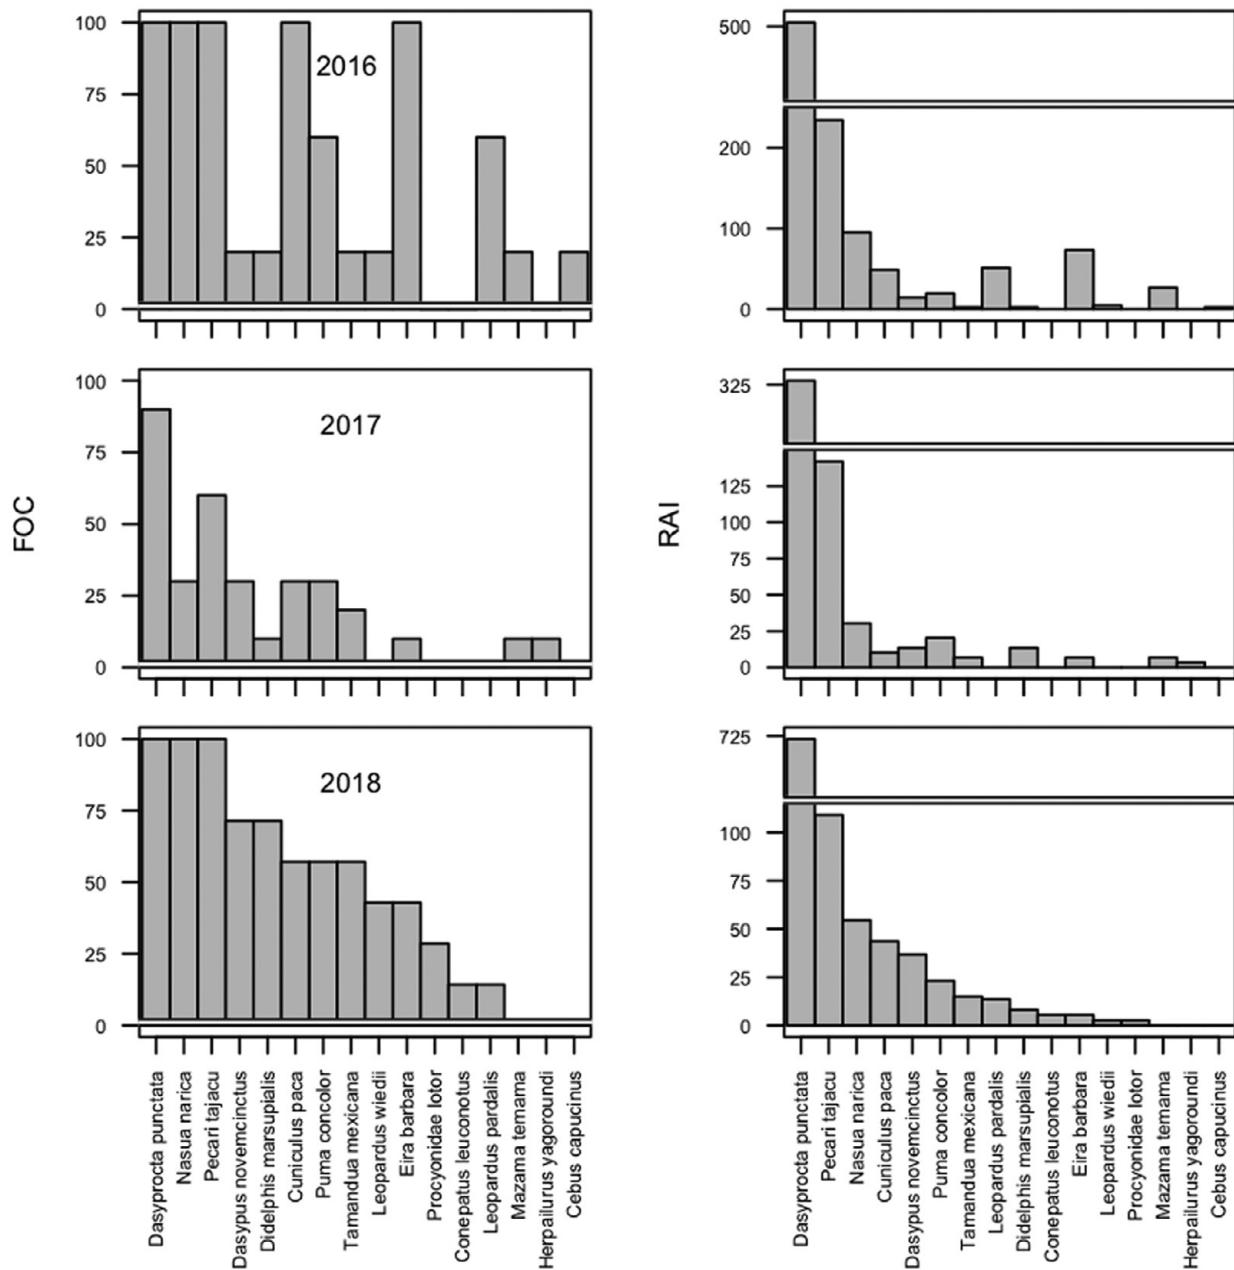 FOC
100
75
50
25
0
2016
100
75
50
25
0
2017
100
75
50
25
0
2018
Dasyprocta punctata
Nasua narica
Pecari tajacu
Dasypus novemcinctus
Didelphis marsupialis
Cuniculus paca
Puma concolor
Tamandua mexicana
Leopardus wiedii
Eira barbara
Procyonidae lotor
Conepatus leuconotus
Leopardus pardalis
Mazama temama
Herpailurus yagoroundi
Cebus capucinus
RAI
500
200
100
0
325
125
100
75
50
25
0
725
100
75
50
25
0
Dasyprocta punctata
Pecari tajacu
Nasua narica
Cuniculus paca
Dasypus novemcinctus
Puma concolor
Tamandua mexicana
Leopardus pardalis
Didelphis marsupialis
Conepatus leuconotus
Eira barbara
Leopardus wiedii
Procyonidae lotor
Mazama temama
Herpailurus yagoroundi
Cebus capucinus